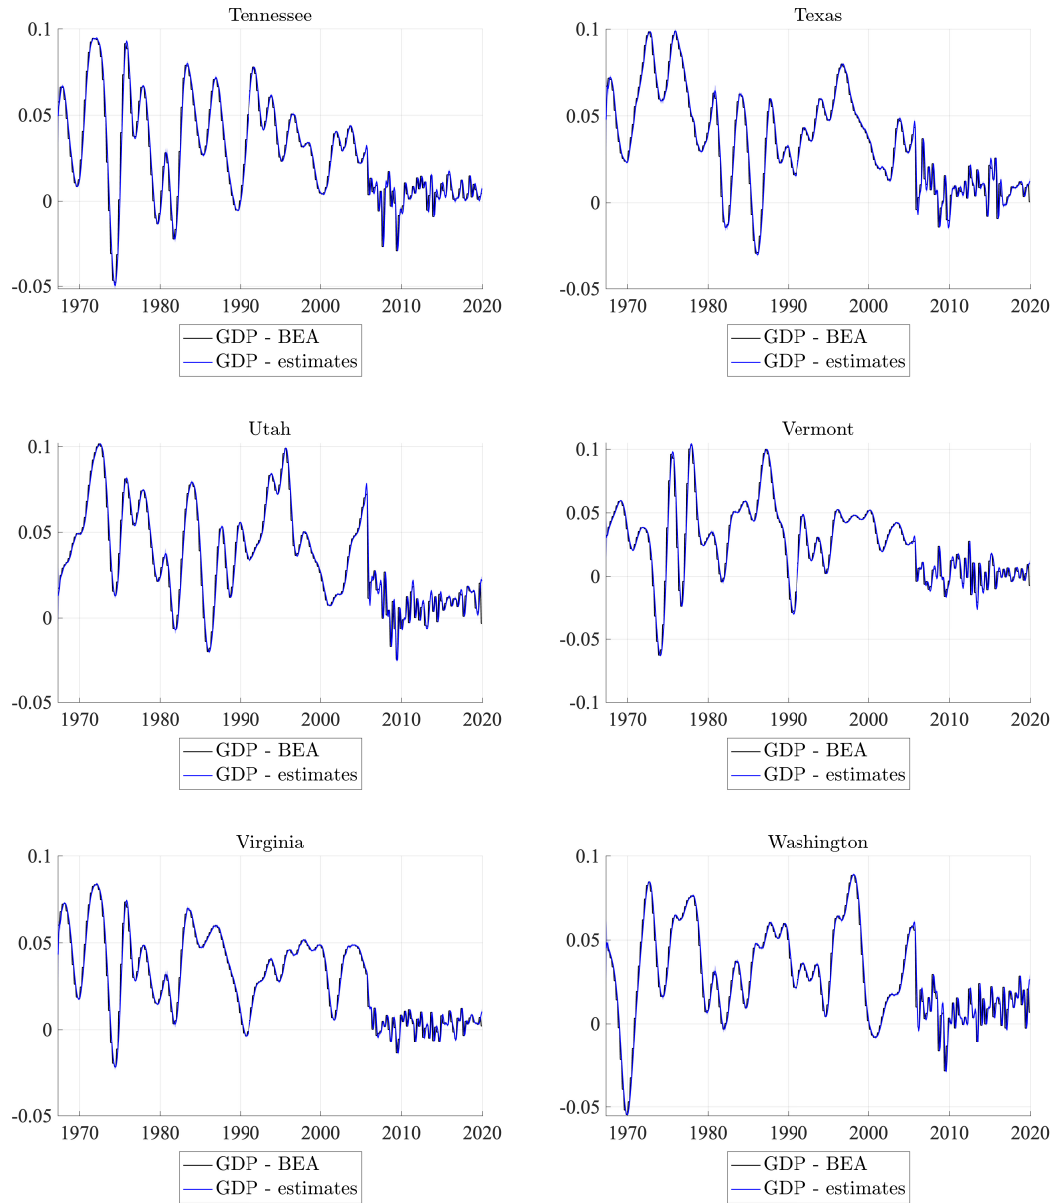 Tennessee
0.1
0.05
0
-0.05
1970 1980 1990 2000 2010 2020
GDP - BEA
GDP - estimates
Texas
0.1
0.05
0
-0.05
1970 1980 1990 2000 2010 2020
GDP - BEA
GDP - estimates
Utah
0.1
0.05
0
-0.05
1970 1980 1990 2000 2010 2020
GDP - BEA
GDP - estimates
Vermont
0.1
0.05
0
-0.05
-0.1
1970 1980 1990 2000 2010 2020
GDP - BEA
GDP - estimates
Virginia
0.1
0.05
0
-0.05
1970 1980 1990 2000 2010 2020
GDP - BEA
GDP - estimates
Washington
0.1
0.05
0
-0.05
1970 1980 1990 2000 2010 2020
GDP - BEA
GDP - estimates